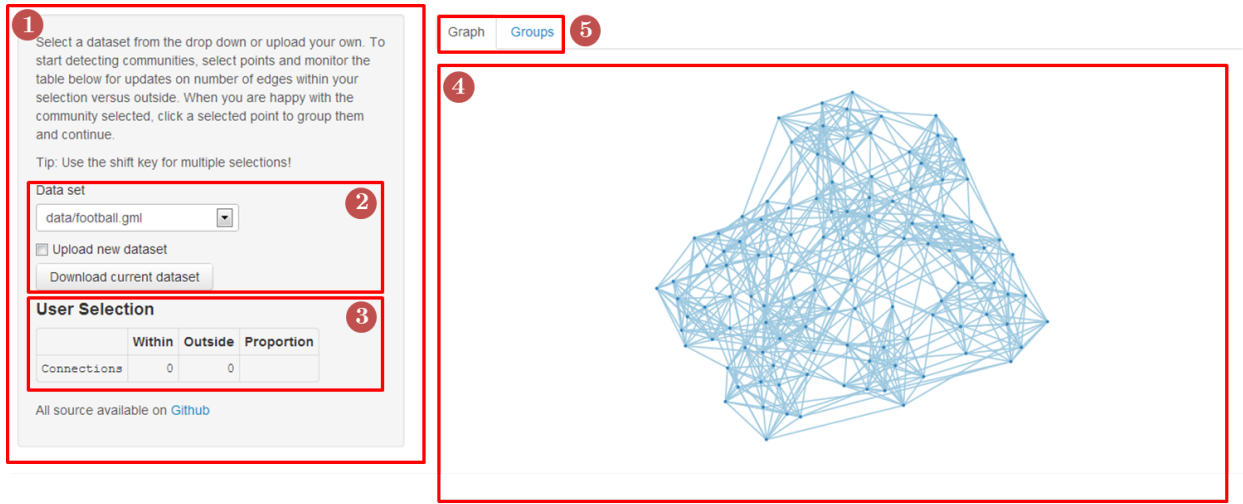 1
Select a dataset from the drop down or upload your own. To
start detecting communities, select points and monitor the
table below for updates on number of edges within your
selection versus outside. When you are happy with the
community selected, click a selected point to group them
and continue.
Tip: Use the shift key for multiple selections!
Data set
2
data/football.gml
Upload new dataset
Download current dataset
User Selection
3
Within Outside Proportion
Connections 0 0
All source available on Github
Graph Groups 5
4